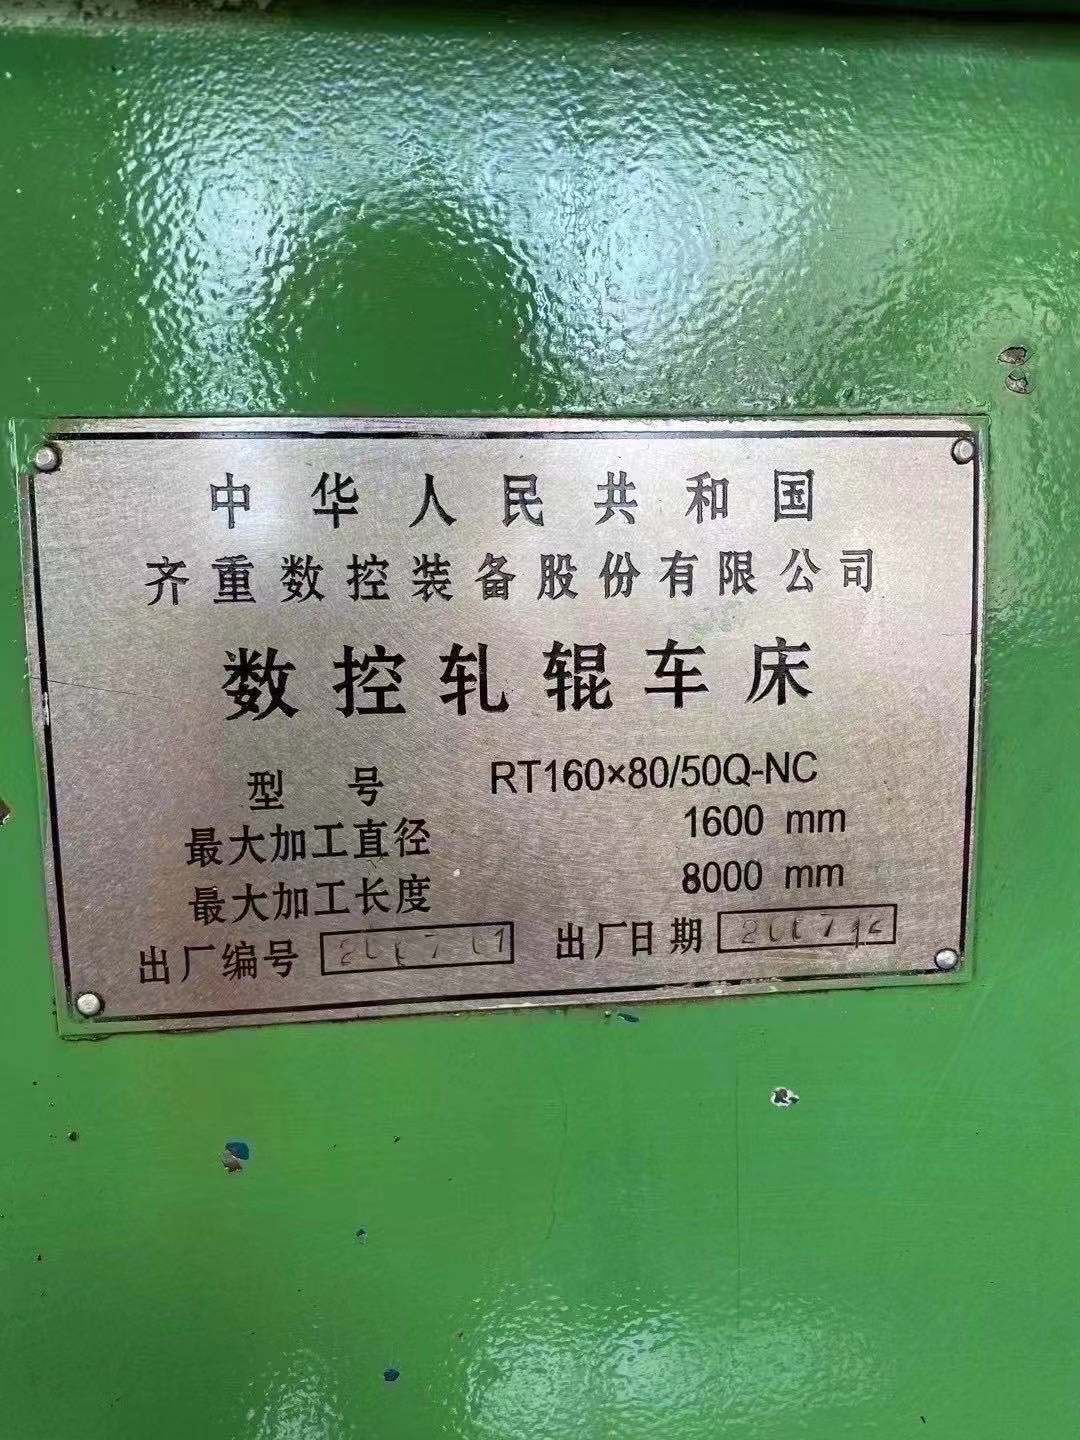 中华人民共和国
齐重数控装备股份有限公司
数控轧辊车床
型号 RT160×80/50Q-NC
最大加工直径 1600 mm
最大加工长度 8000 mm
出厂编号 出厂日期